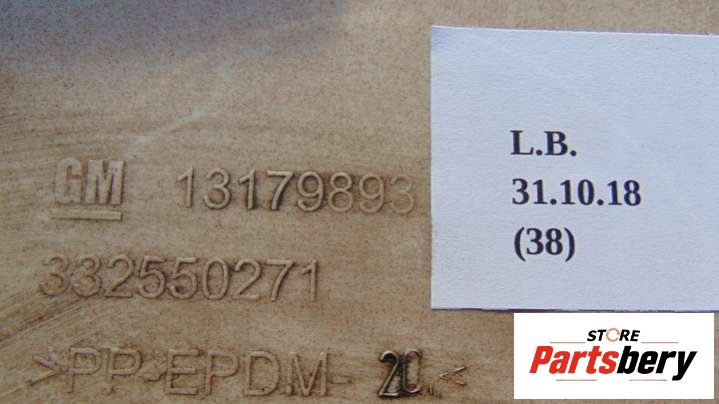 GM 13179893
332550271
>PP-EPDM- 20 <
L.B.
31.10.18
(38)
STORE
Partsbery